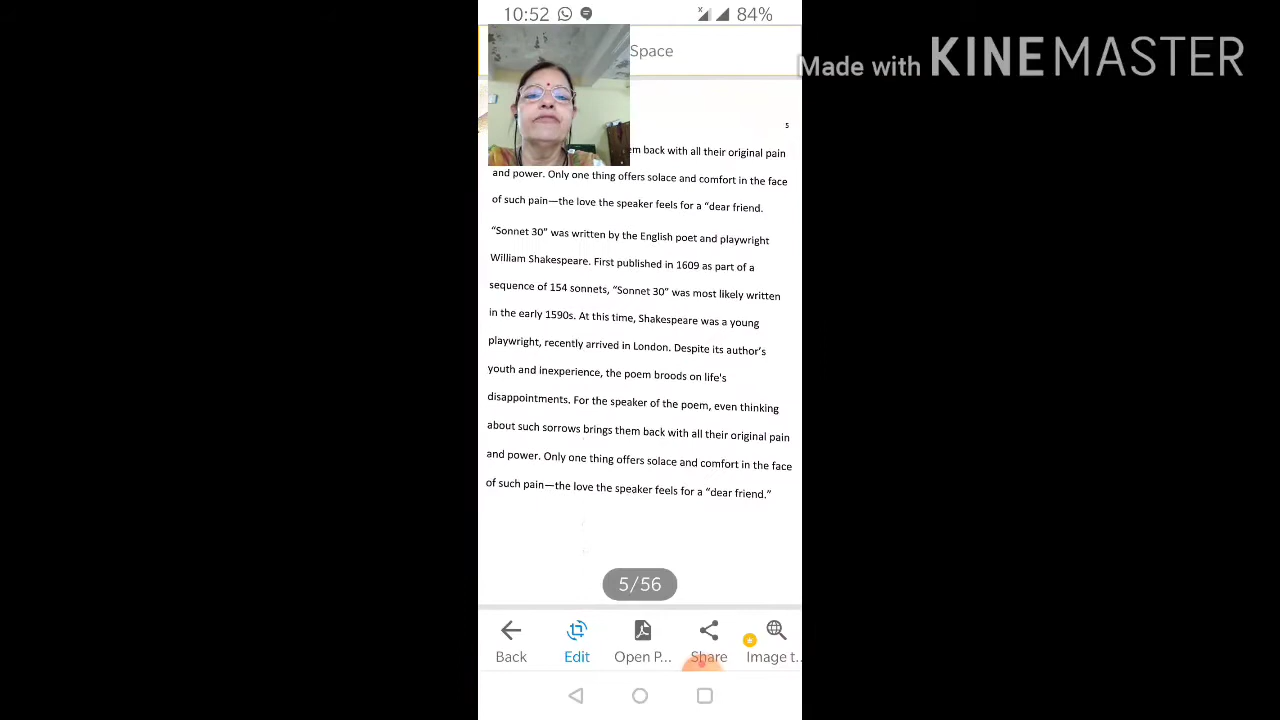 10:52
84%
Made with KINEMASTER
Space
5
em back with all their original pain
and power. Only one thing offers solace and comfort in the face
of such pain—the love the speaker feels for a “dear friend.
“Sonnet 30” was written by the English poet and playwright
William Shakespeare. First published in 1609 as part of a
sequence of 154 sonnets, “Sonnet 30” was most likely written
in the early 1590s. At this time, Shakespeare was a young
playwright, recently arrived in London. Despite its author’s
youth and inexperience, the poem broods on life's
disappointments. For the speaker of the poem, even thinking
about such sorrows brings them back with all their original pain
and power. Only one thing offers solace and comfort in the face
of such pain—the love the speaker feels for a “dear friend.”
5/56
Back
Edit
Open P...
Share
Image t...